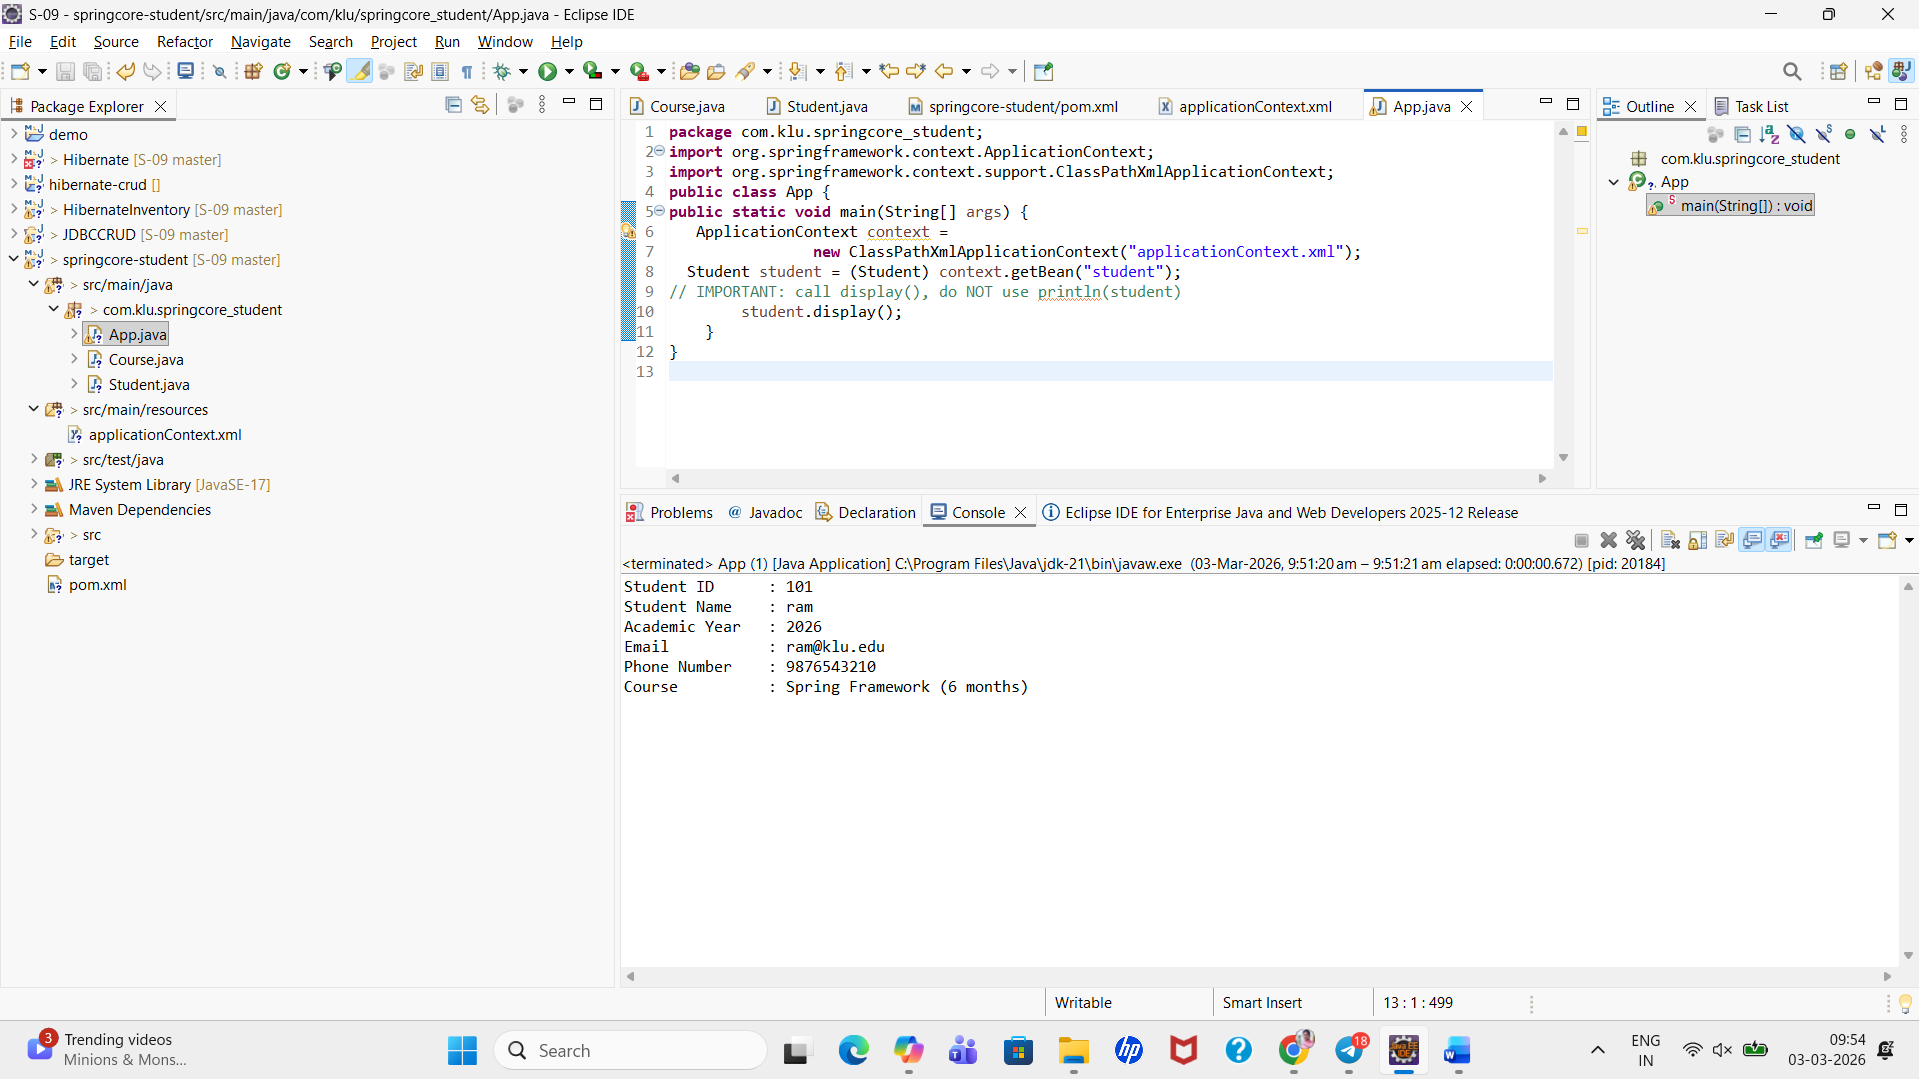 S-09 - springcore-student/src/main/java/com/klu/springcore_student/App.java - Eclipse IDE
File Edit Source Refactor Navigate Search Project Run Window Help
Package Explorer
demo
> Hibernate [S-09 master]
hibernate-crud []
> HibernateInventory [S-09 master]
> JDBCCRUD [S-09 master]
> springcore-student [S-09 master]
> src/main/java
> com.klu.springcore_student
App.java
Course.java
Student.java
> src/main/resources
applicationContext.xml
> src/test/java
JRE System Library [JavaSE-17]
Maven Dependencies
> src
target
pom.xml
Course.java Student.java springcore-student/pom.xml applicationContext.xml App.java
1 package com.klu.springcore_student;
2 import org.springframework.context.ApplicationContext;
3 import org.springframework.context.support.ClassPathXmlApplicationContext;
4 public class App {
5 public static void main(String[] args) {
6 ApplicationContext context =
7 new ClassPathXmlApplicationContext("applicationContext.xml");
8 Student student = (Student) context.getBean("student");
9 // IMPORTANT: call display(), do NOT use println(student)
10 student.display();
11 }
12 }
13
Outline Task List
com.klu.springcore_student
App
main(String[]) : void
Problems @ Javadoc Declaration Console Eclipse IDE for Enterprise Java and Web Developers 2025-12 Release
<terminated> App (1) [Java Application] C:\Program Files\Java\jdk-21\bin\javaw.exe (03-Mar-2026, 9:51:20 am – 9:51:21 am elapsed: 0:00:00.672) [pid: 20184]
Student ID : 101
Student Name : ram
Academic Year : 2026
Email : ram@klu.edu
Phone Number : 9876543210
Course : Spring Framework (6 months)
Writable Smart Insert 13 : 1 : 499
3 Trending videos
Minions & Mons...
Search
18
ENG
IN
09:54
03-03-2026